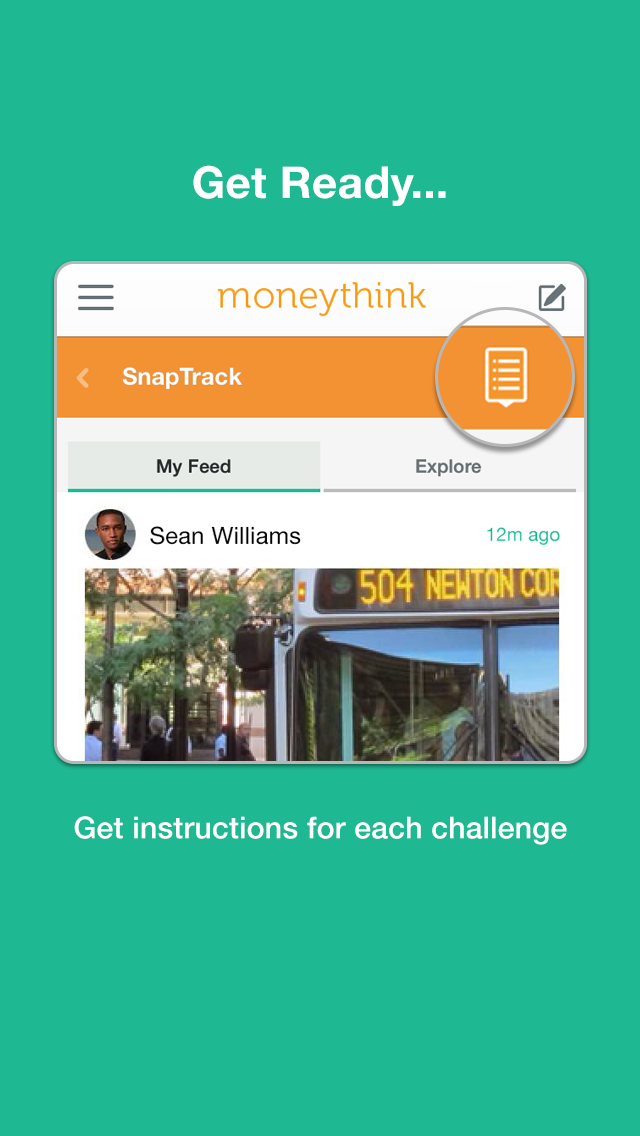 Get Ready...
moneythink
SnapTrack
My Feed
Explore
Sean Williams
12m ago
504 NEWTON COR
Get instructions for each challenge